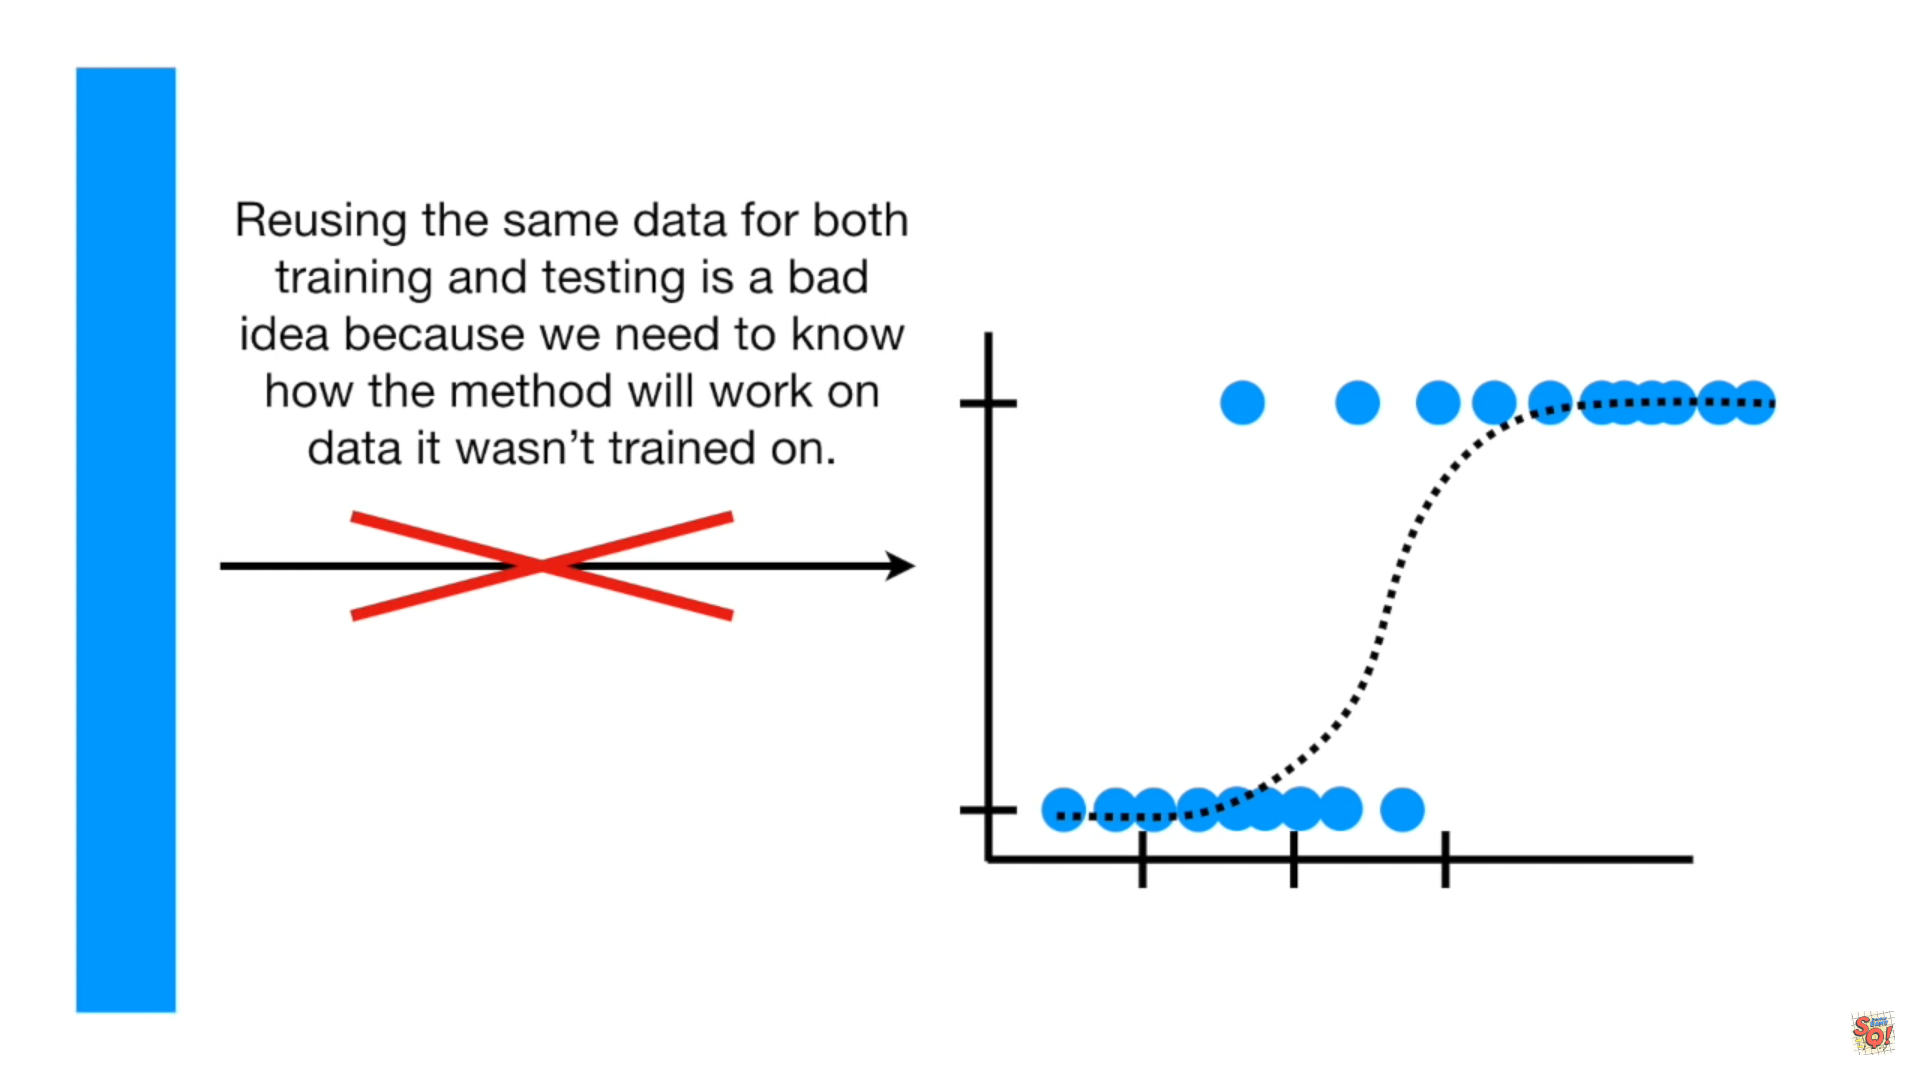 Reusing the same data for both
training and testing is a bad
idea because we need to know
how the method will work on
data it wasn’t trained on.
SQ!